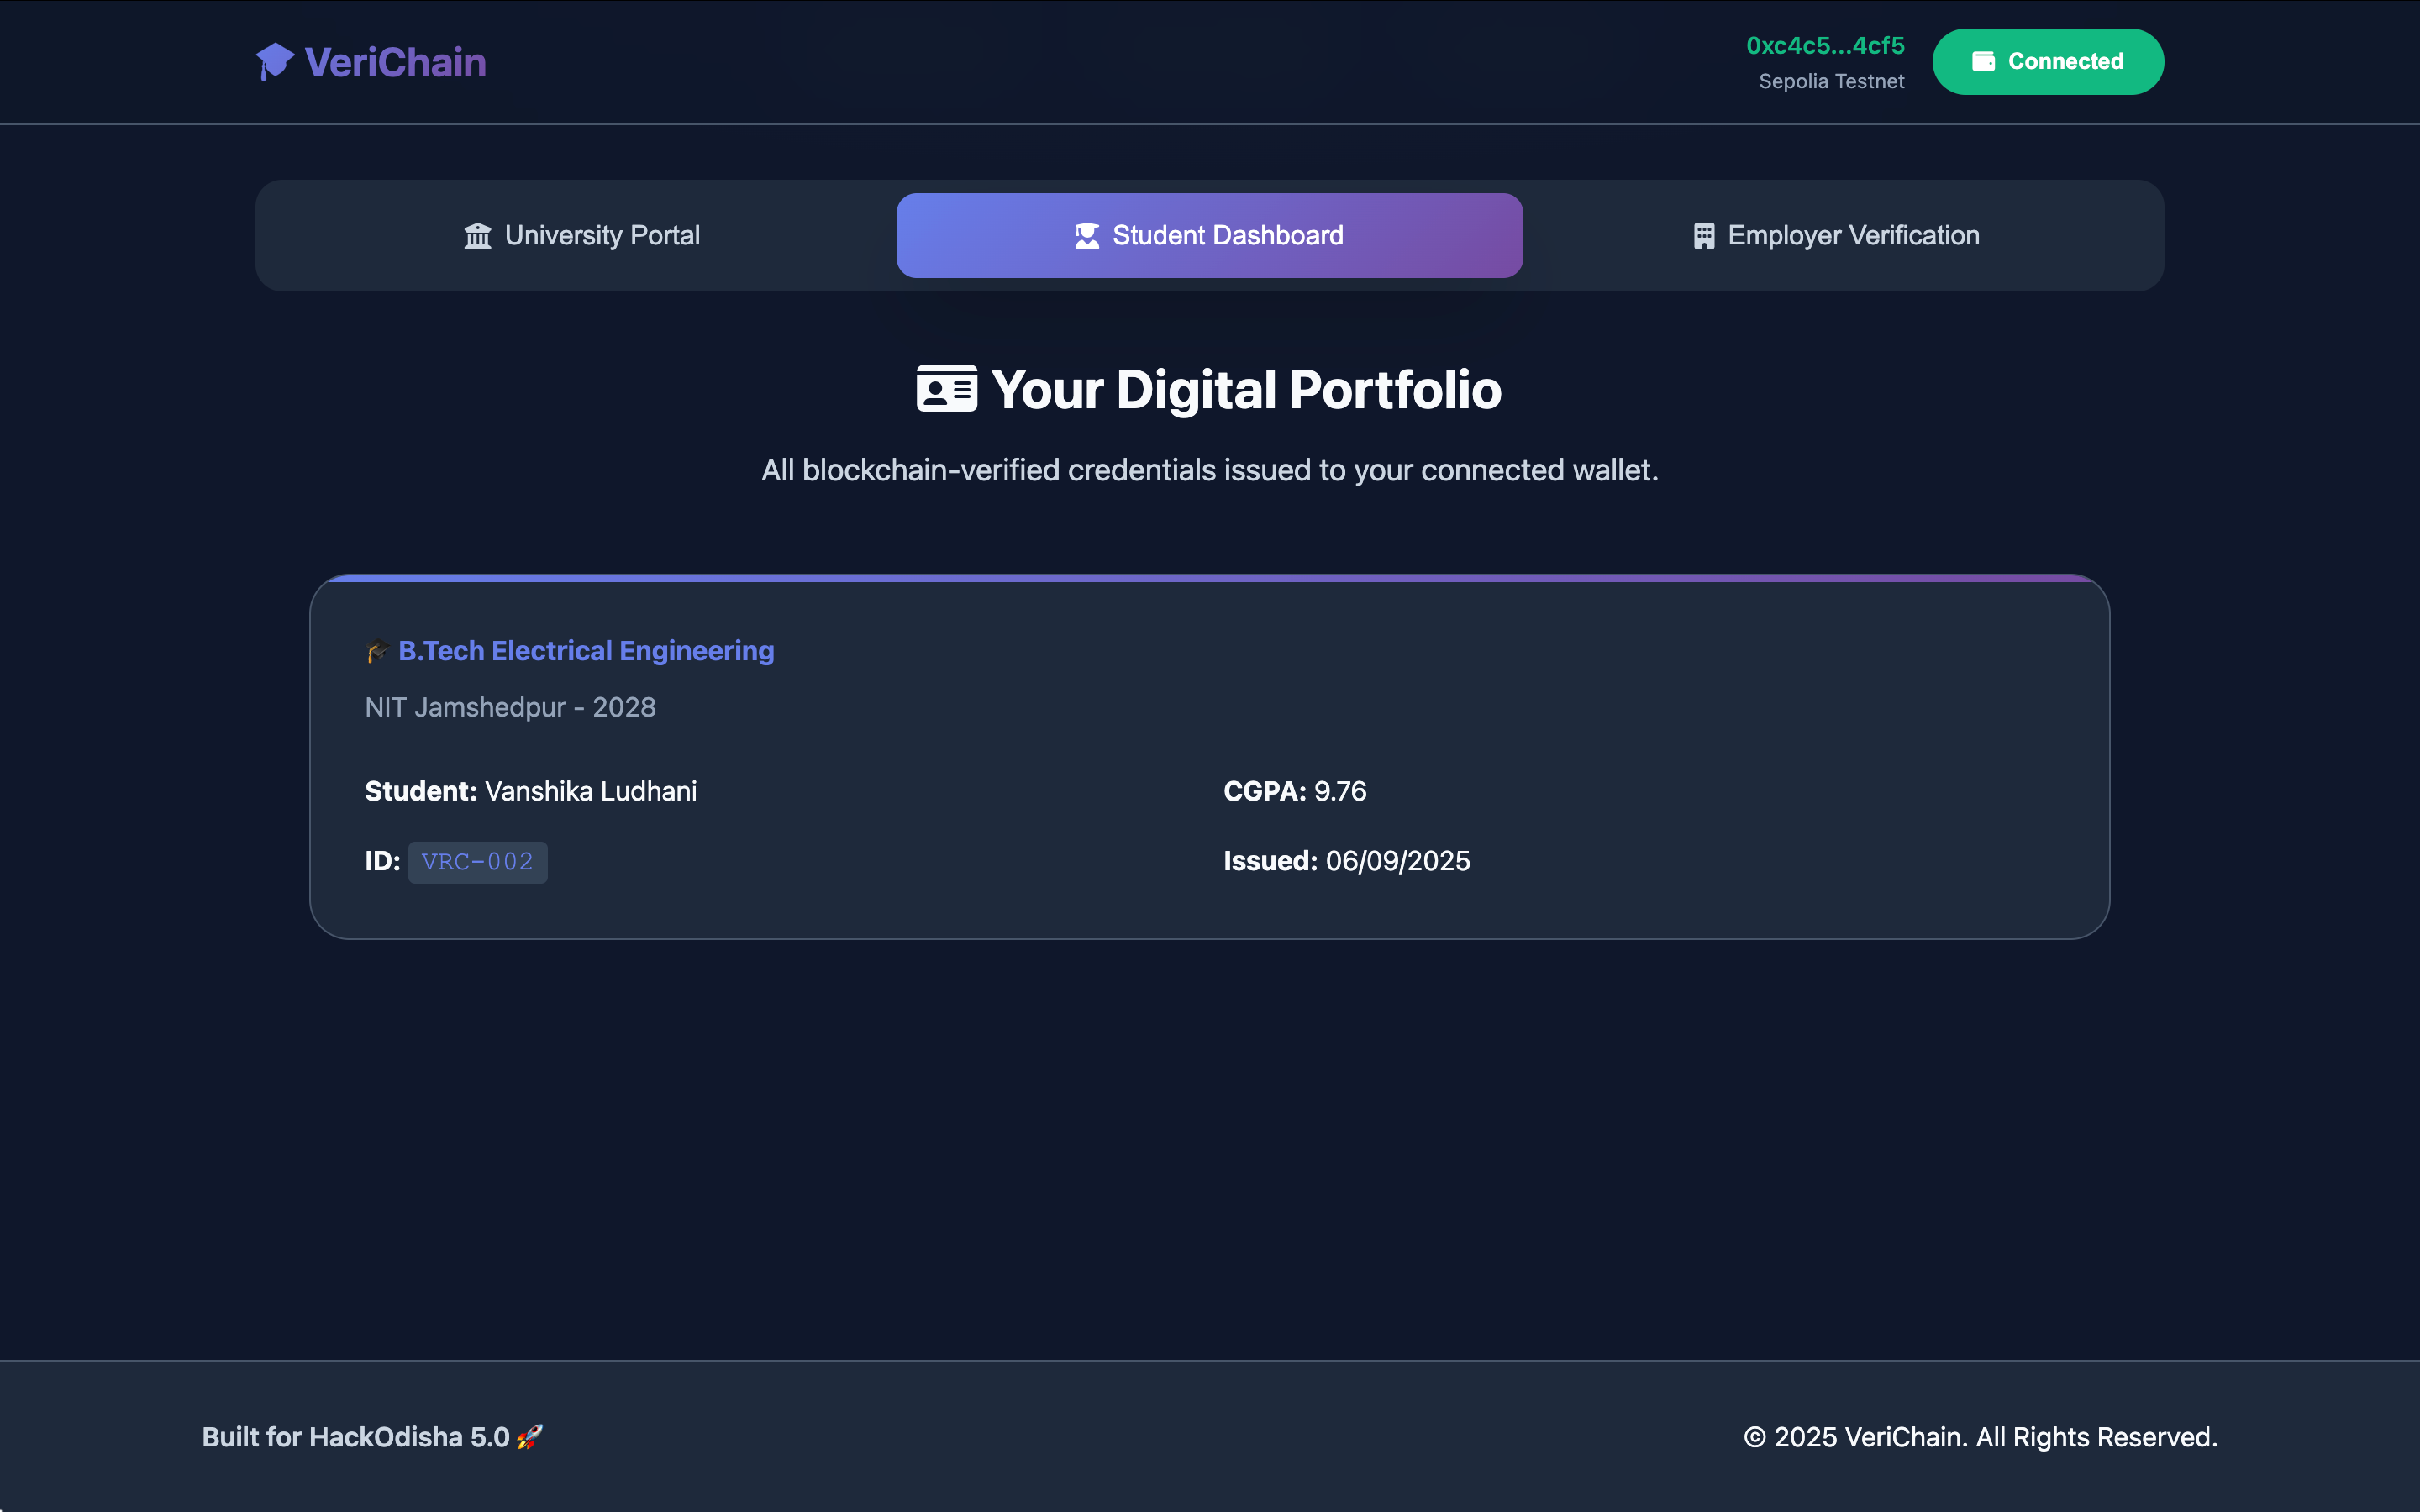 VeriChain
0xc4c5...4cf5
Sepolia Testnet
Connected
University Portal
Student Dashboard
Employer Verification
Your Digital Portfolio
All blockchain-verified credentials issued to your connected wallet.
🎓 B.Tech Electrical Engineering
NIT Jamshedpur - 2028
Student: Vanshika Ludhani
CGPA: 9.76
ID: VRC-002
Issued: 06/09/2025
Built for HackOdisha 5.0 🚀
© 2025 VeriChain. All Rights Reserved.